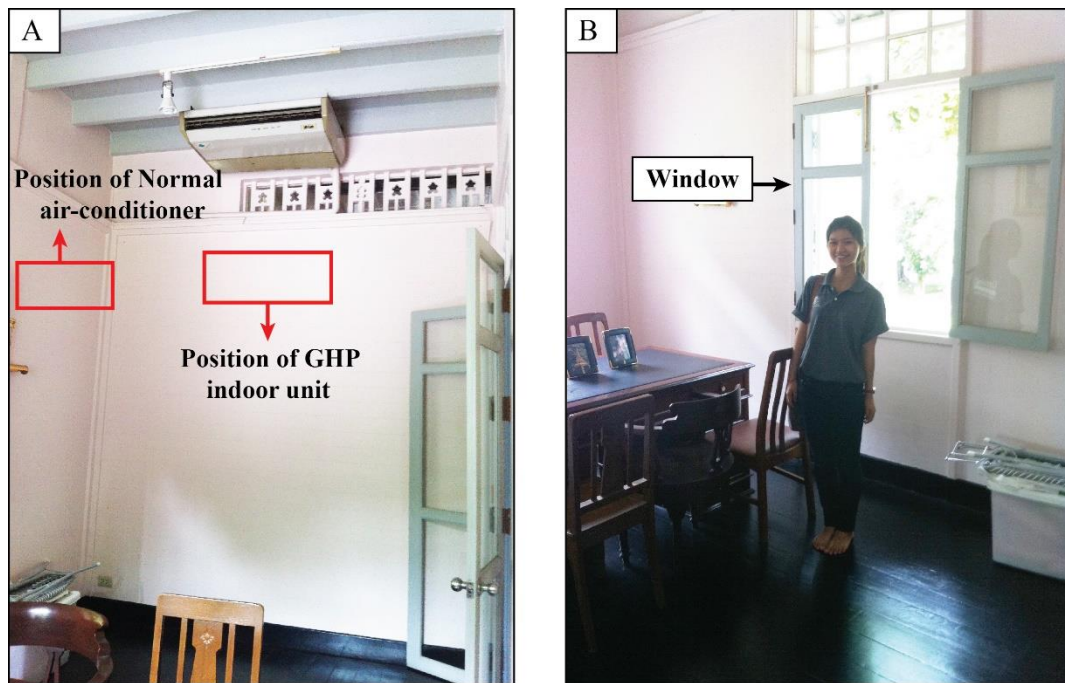 A
Position of Normal
air-conditioner
Position of GHP
indoor unit
B
Window